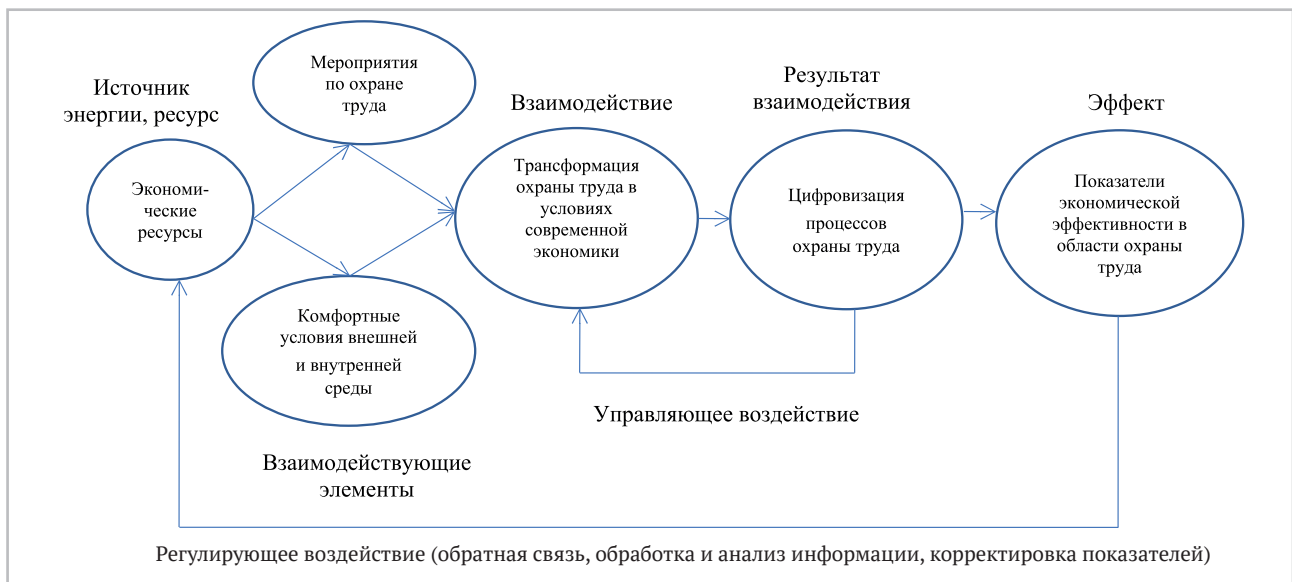 Источник
энергии, ресурс
Экономи-
ческие
ресурсы
Мероприятия
по охране
труда
Комфортные
условия внешней
и внутренней
среды
Взаимодействующие
элементы
Взаимодействие
Трансформация
охраны труда в
условиях
современной
экономики
Результат
взаимодействия
Цифровизация
процессов
охраны труда
Эффект
Показатели
экономической
эффективности в
области охраны
труда
Управляющее воздействие
Регулирующее воздействие (обратная связь, обработка и анализ информации, корректировка показателей)